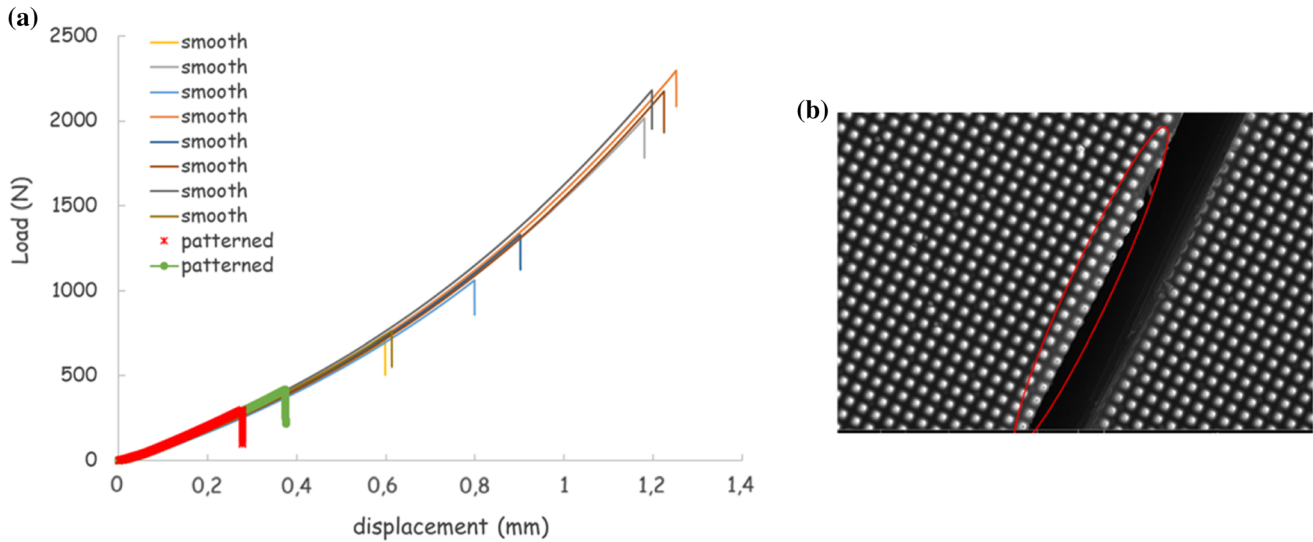 (a)
2500
2000
1500
1000
500
0
Load (N)
smooth
smooth
smooth
smooth
smooth
smooth
smooth
smooth
patterned
patterned
0 0,2 0,4 0,6 0,8 1 1,2 1,4
displacement (mm)
(b)